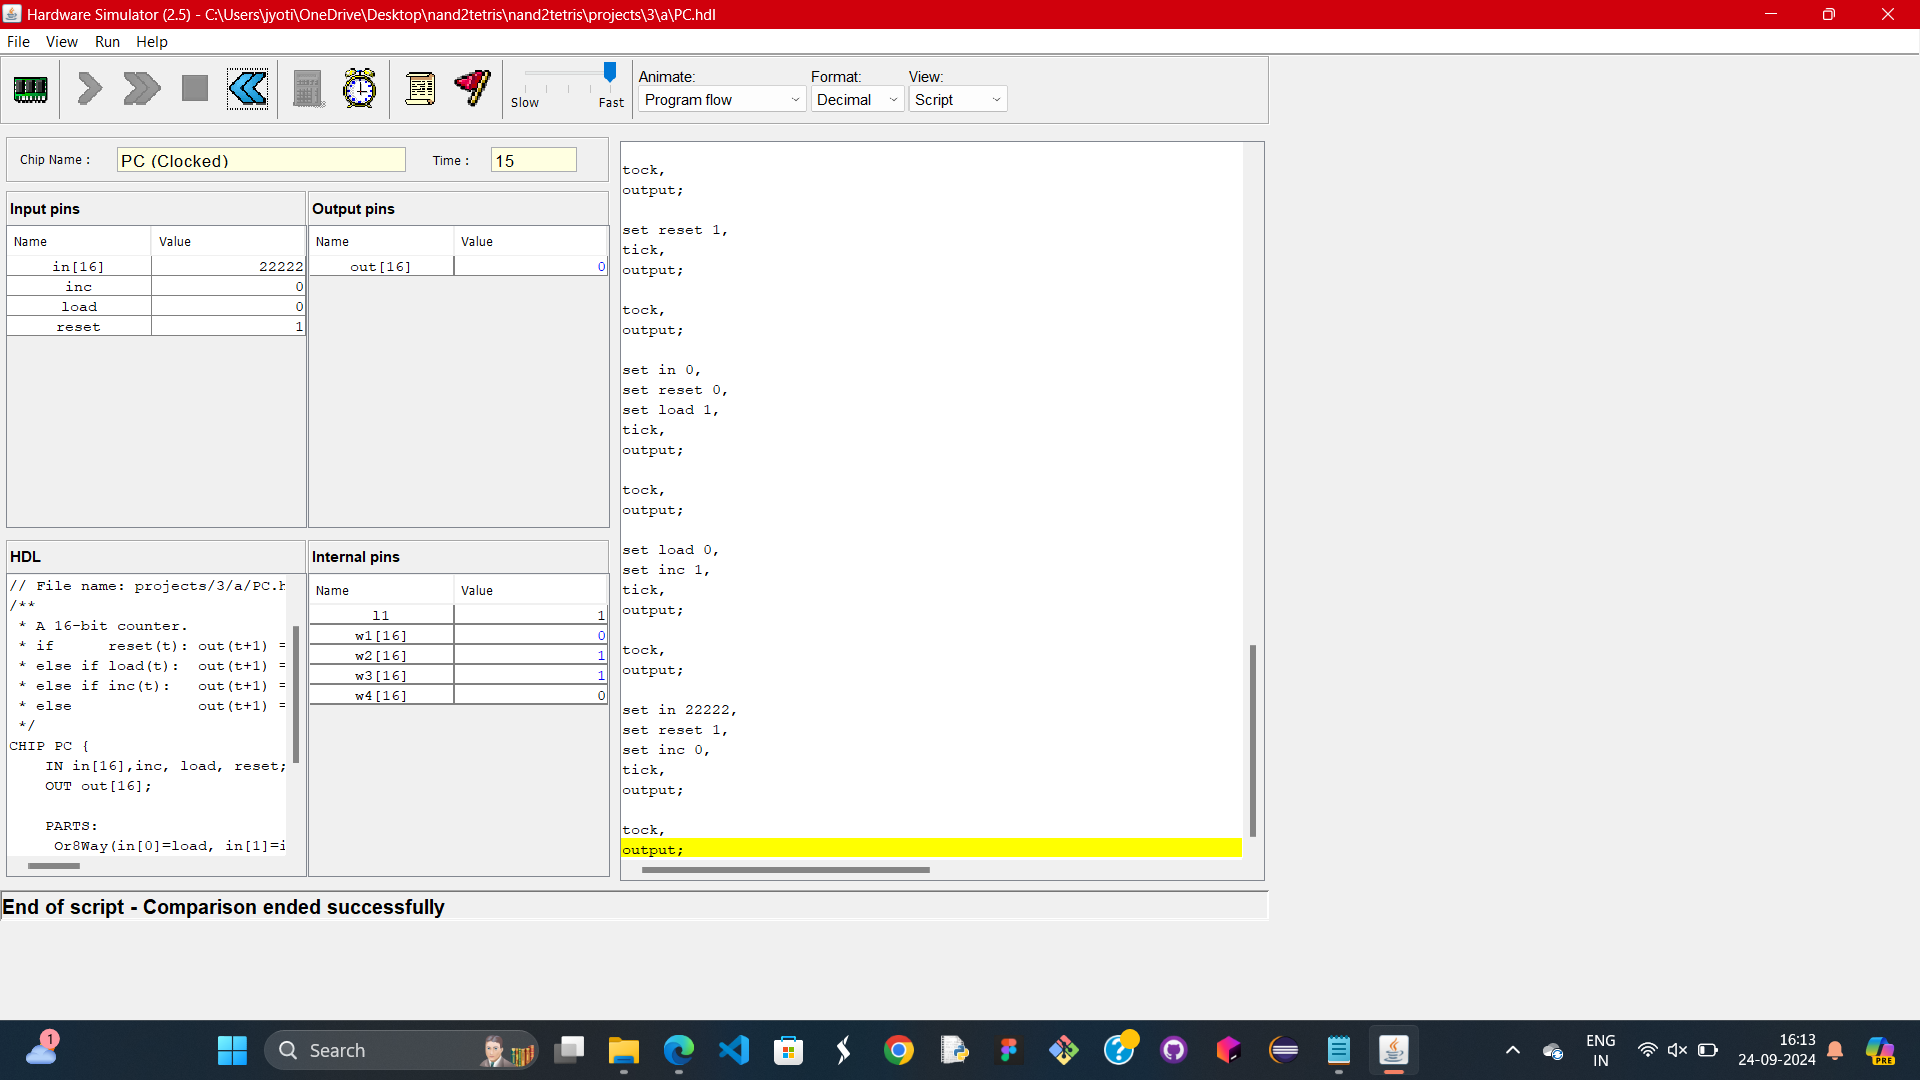 Hardware Simulator (2.5) - C:\Users\jyoti\OneDrive\Desktop\nand2tetris\nand2tetris\projects\3\a\PC.hdl
File View Run Help
Slow Fast
Animate: Format: View:
Program flow Decimal Script
Chip Name : PC (Clocked) Time : 15
Input pins
Name Value
in[16] 22222
inc 0
load 0
reset 1
Output pins
Name Value
out[16] 0
HDL
// File name: projects/3/a/PC.h
/**
* A 16-bit counter.
* if reset(t): out(t+1) =
* else if load(t): out(t+1) =
* else if inc(t): out(t+1) =
* else out(t+1) =
*/
CHIP PC {
IN in[16],inc, load, reset;
OUT out[16];
PARTS:
Or8Way(in[0]=load, in[1]=i
Internal pins
Name Value
l1 1
w1[16] 0
w2[16] 1
w3[16] 1
w4[16] 0
tock,
output;
set reset 1,
tick,
output;
tock,
output;
set in 0,
set reset 0,
set load 1,
tick,
output;
tock,
output;
set load 0,
set inc 1,
tick,
output;
tock,
output;
set in 22222,
set reset 1,
set inc 0,
tick,
output;
tock,
output;
End of script - Comparison ended successfully
1
Search
PRE
ENG
IN
16:13
24-09-2024